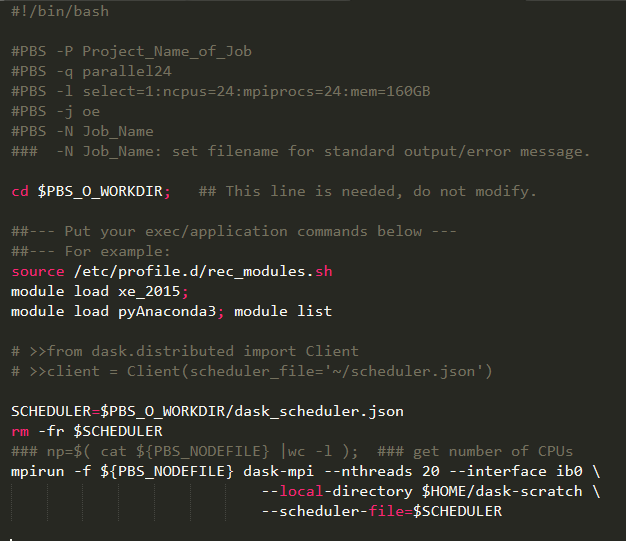 #!/bin/bash
#PBS -P Project_Name_of_Job
#PBS -q parallel24
#PBS -l select=1:ncpus=24:mpiprocs=24:mem=160GB
#PBS -j oe
#PBS -N Job_Name
###  -N Job_Name: set filename for standard output/error message.
cd $PBS_O_WORKDIR;   ## This line is needed, do not modify.
##--- Put your exec/application commands below ---
##--- For example:
source /etc/profile.d/rec_modules.sh
module load xe_2015;
module load pyAnaconda3; module list
# >>from dask.distributed import Client
# >>client = Client(scheduler_file='~/scheduler.json')
SCHEDULER=$PBS_O_WORKDIR/dask_scheduler.json
rm -fr $SCHEDULER
### np=$( cat ${PBS_NODEFILE} |wc -l );  ### get number of CPUs
mpirun -f ${PBS_NODEFILE} dask-mpi --nthreads 20 --interface ib0 \
--local-directory $HOME/dask-scratch \
--scheduler-file=$SCHEDULER